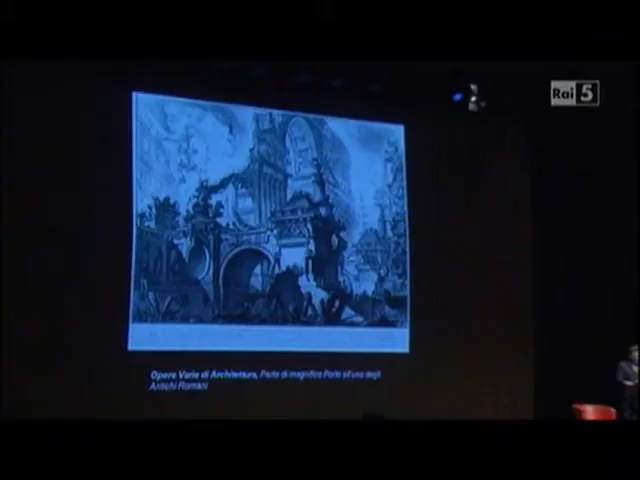 Rai 5
Opere Varie di Architettura, Parte di magnifico Porto all'uso degli
Antichi Romani